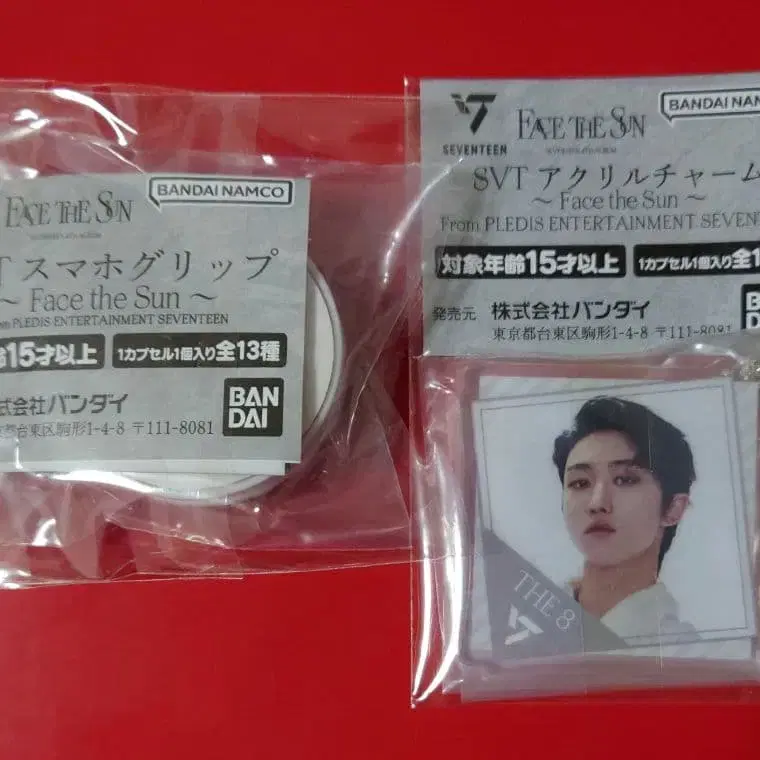 FACE THE SUN
BANDAI NAMCO
T スマホグリップ
~ Face the Sun ~
PLEDIS ENTERTAINMENT SEVENTEEN
齢15才以上
1カプセル1個入り全13種
式会社バンダイ
台東区駒形1-4-8 〒111-8081
BAN
DAI
SEVENTEEN
FACE THE SUN
BANDAI NAM
SVT アクリルチャーム
~ Face the Sun ~
From PLEDIS ENTERTAINMENT SEVENT
対象年齢15才以上
1カプセル1個入り全1
発売元 株式会社バンダイ
東京都台東区駒形1-4-8 〒111-8081
BA
D
THE 8